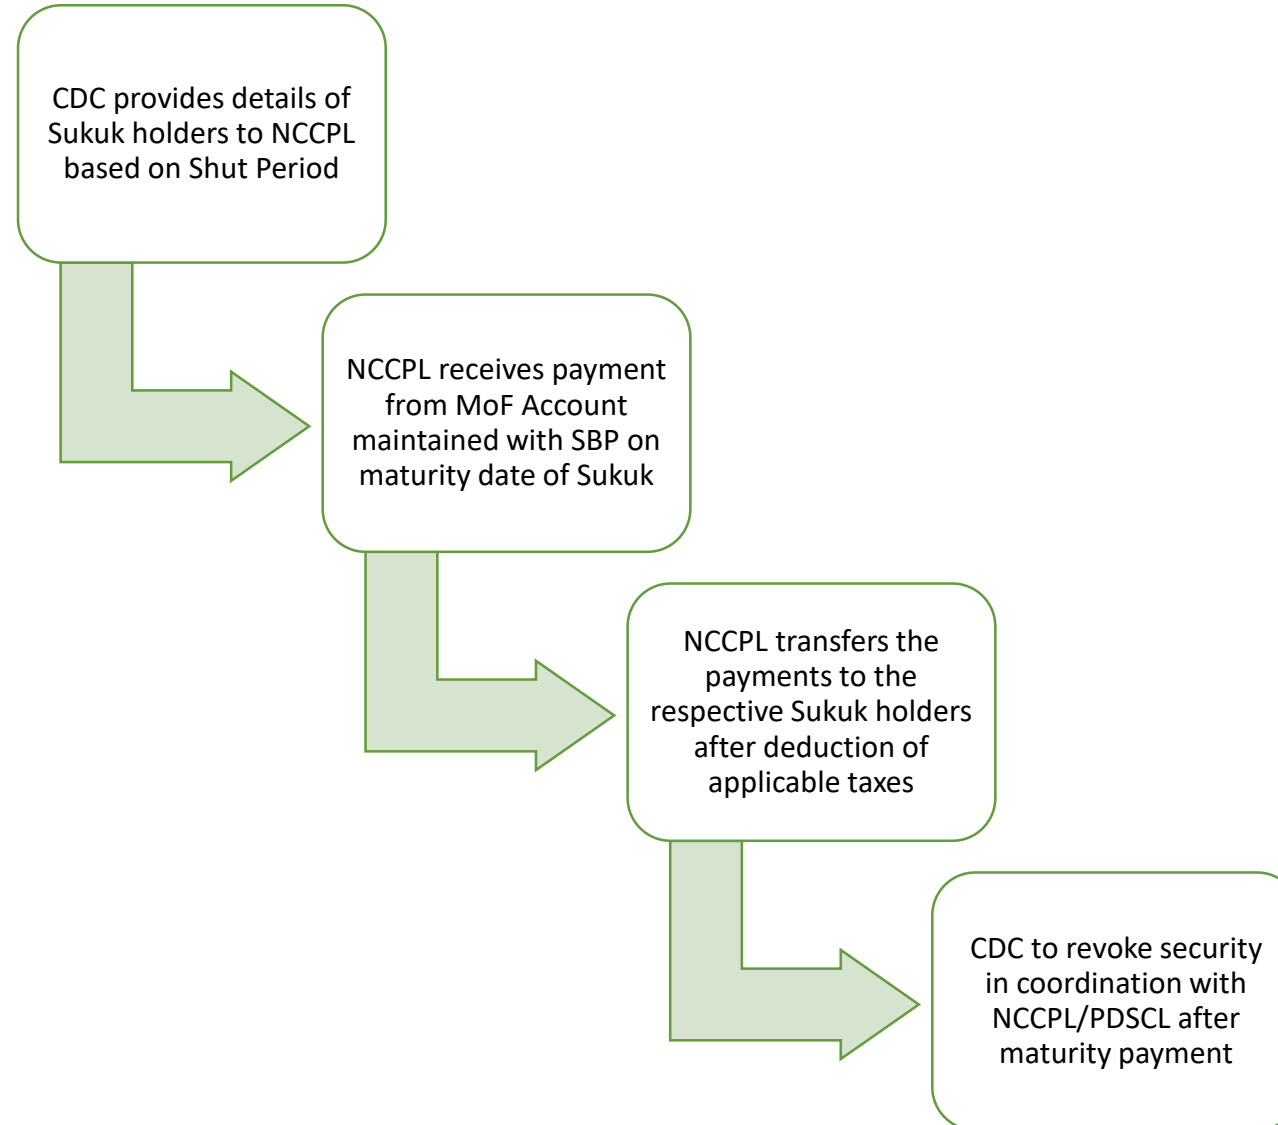 CDC provides details of
Sukuk holders to NCCPL
based on Shut Period
NCCPL receives payment
from MoF Account
maintained with SBP on
maturity date of Sukuk
NCCPL transfers the
payments to the
respective Sukuk holders
after deduction of
applicable taxes
CDC to revoke security
in coordination with
NCCPL/PDSCL after
maturity payment